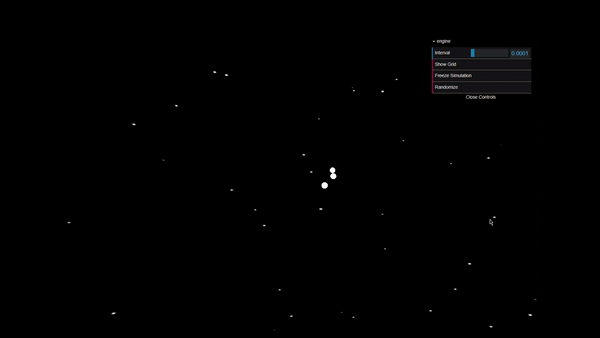 engine
Interval 0.0001
Show Grid
Freeze Simulation
Randomize
Close Controls